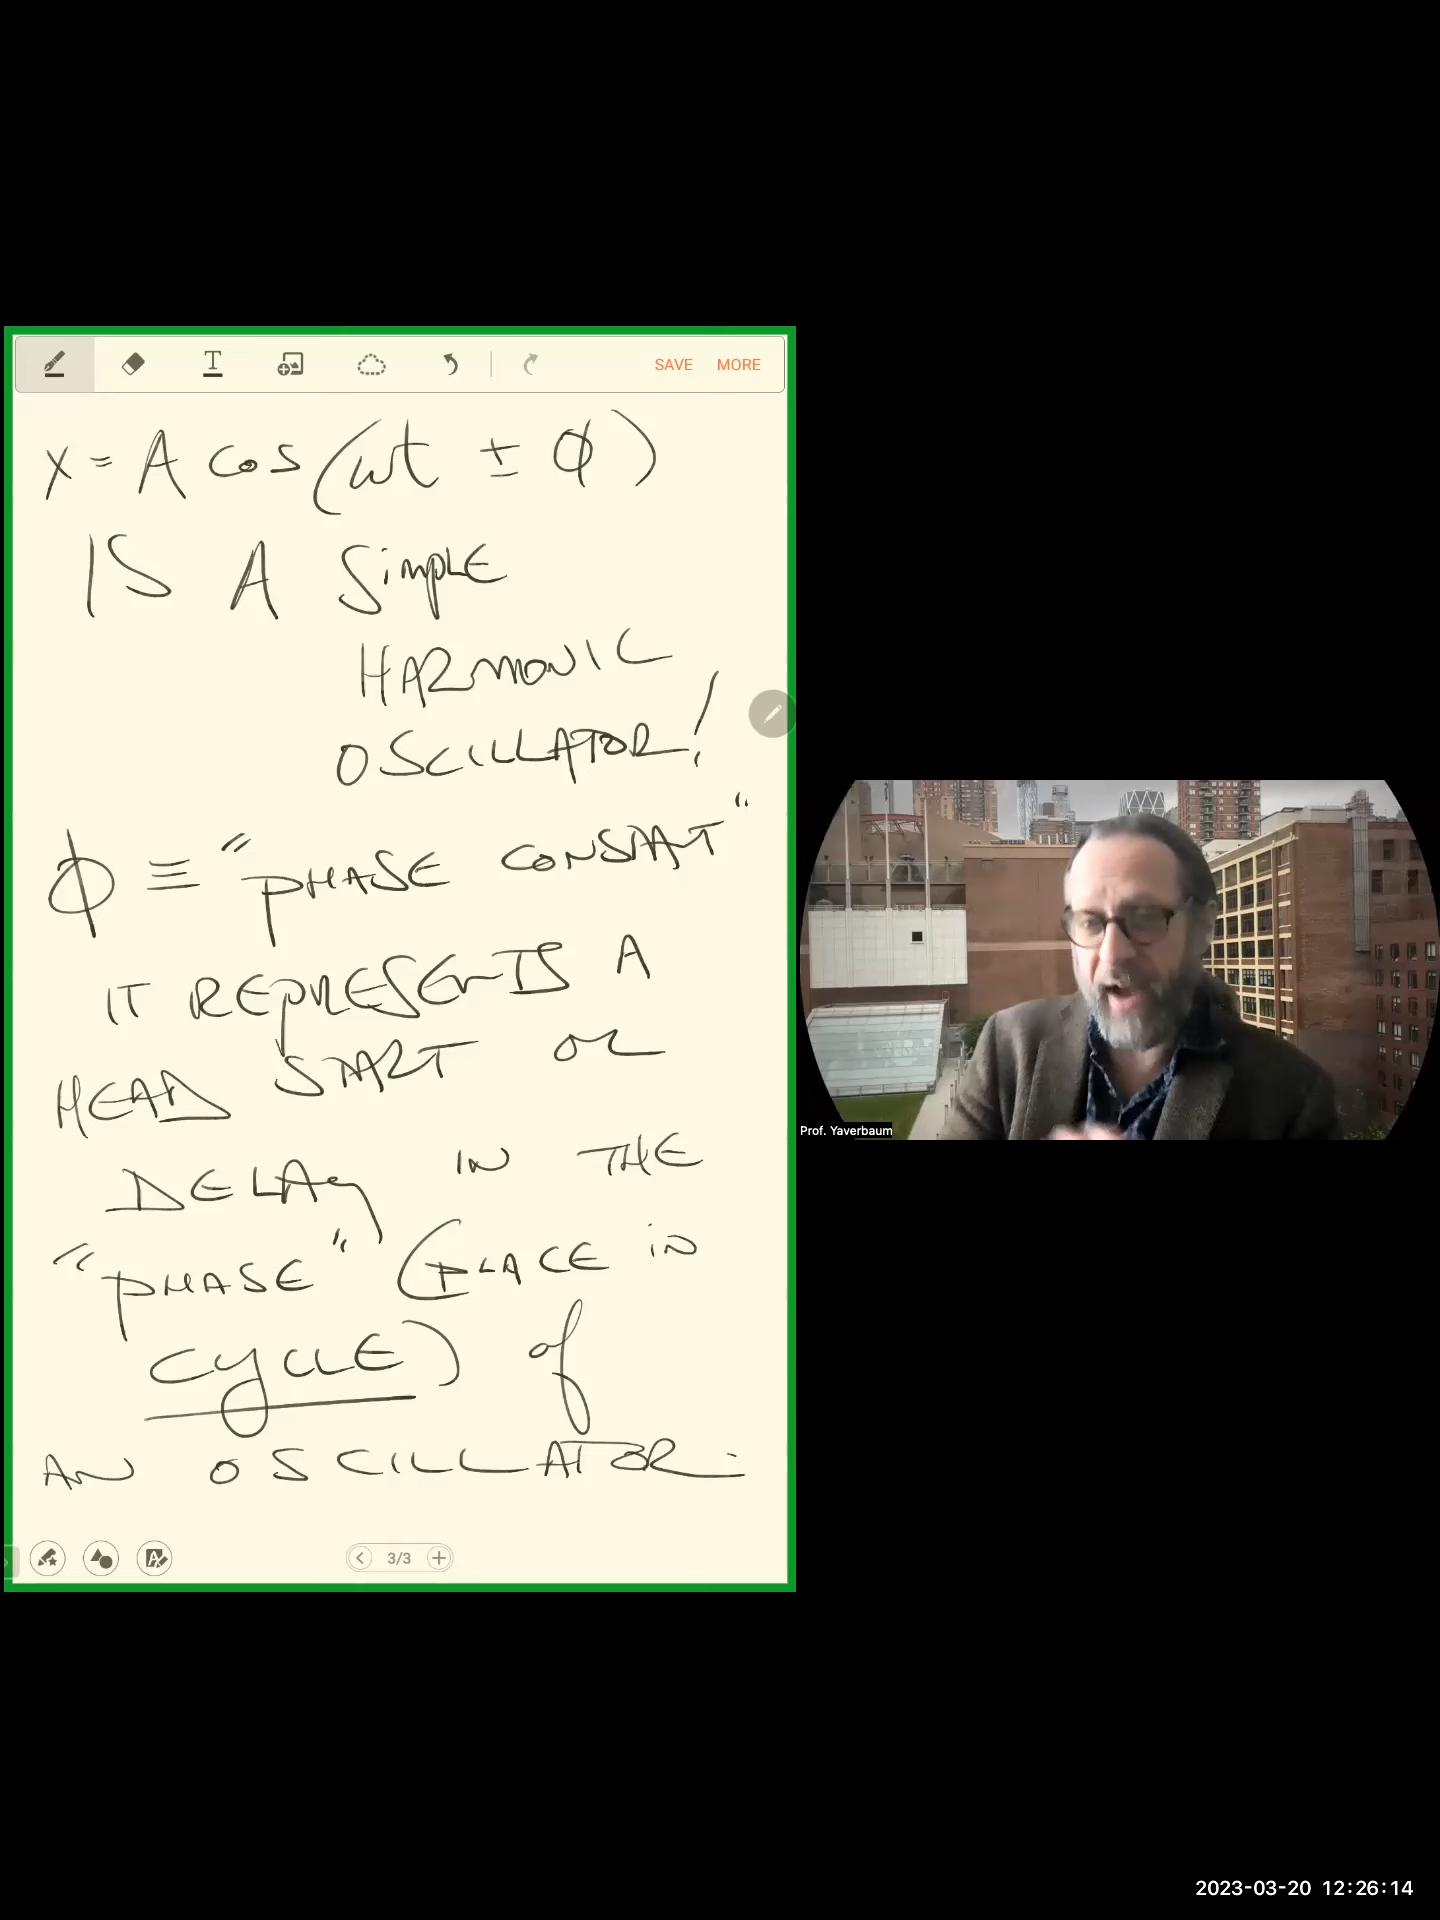 SAVE MORE
x = A cos(ωt ± φ)
IS A SIMPLE
HARMONIC
OSCILLATOR!
φ ≡ "PHASE CONSTAT"
IT REPRESENTS A
HEAD START OR
DELAY IN THE
"PHASE" (PLACE IN
CYCLE) of
AN OSCILLATOR.
3/3
Prof. Yaverbaum
2023-03-20 12:26:14